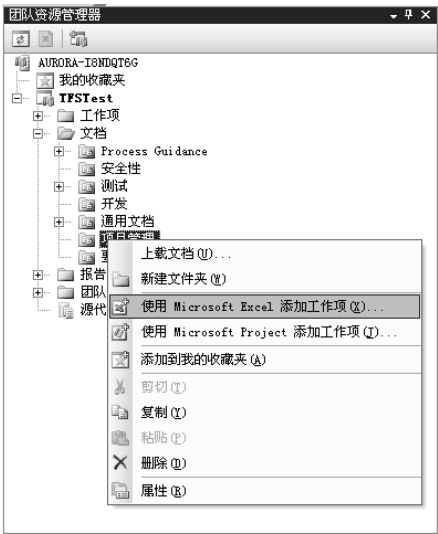 团队资源管理器
AURORA-I8NDQT6G
我的收藏夹
TFSTest
工作项
文档
Process Guidance
安全性
测试
开发
通用文档
项目管理
报告
团队
源代
上载文档(U)...
新建文件夹(W)
使用 Microsoft Excel 添加工作项(X)...
使用 Microsoft Project 添加工作项(J)...
添加到我的收藏夹(A)
剪切(T)
复制(Y)
粘贴(P)
删除(D)
属性(R)